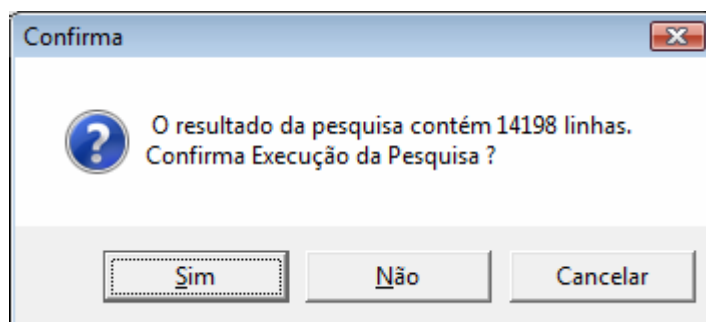 Confirma
O resultado da pesquisa contém 14198 linhas.
Confirma Execução da Pesquisa ?
Sim
Não
Cancelar